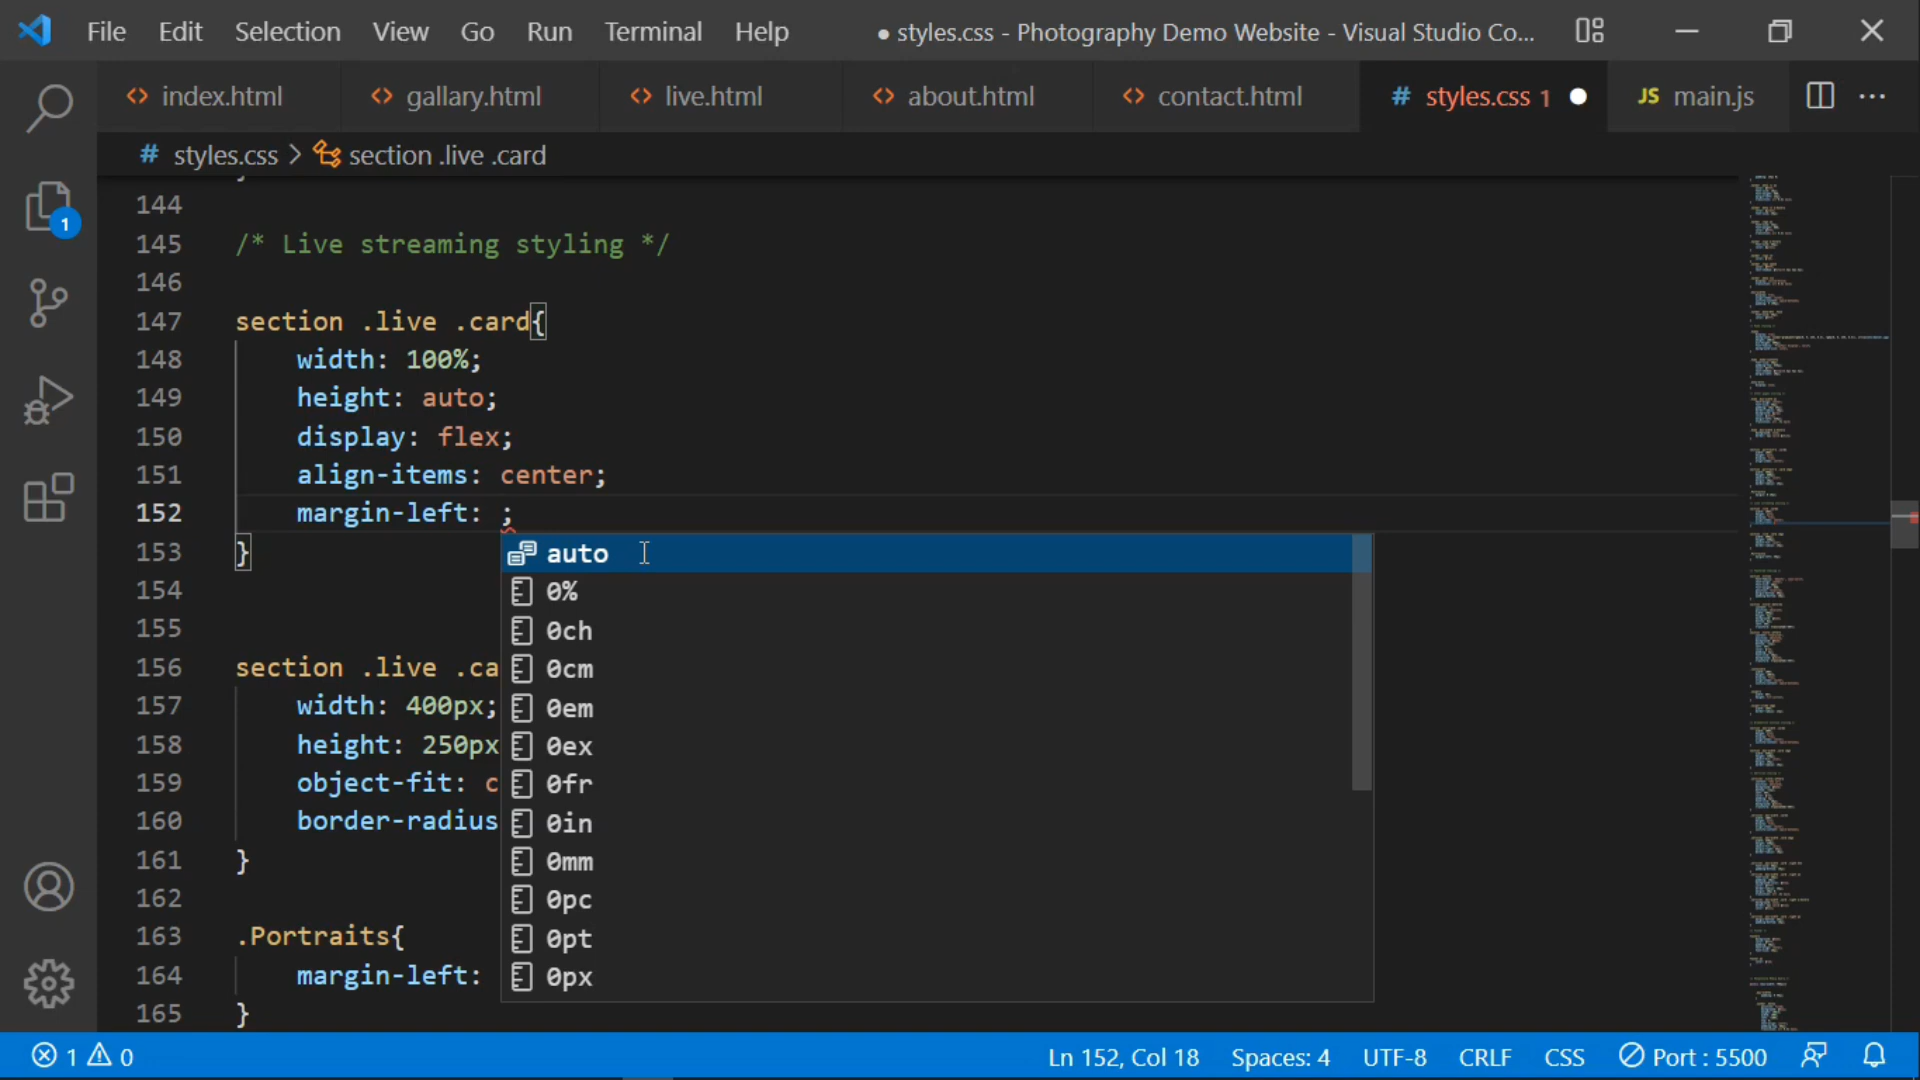 File Edit Selection View Go Run Terminal Help ● styles.css - Photography Demo Website - Visual Studio Co...
index.html gallary.html live.html about.html contact.html # styles.css 1 JS main.js ...
# styles.css > section .live .card
144
145 /* Live streaming styling */
146
147 section .live .card{
148 width: 100%;
149 height: auto;
150 display: flex;
151 align-items: center;
152 margin-left: ;
153 }
auto
154
0%
155
0ch
156 section .live .ca
0cm
157 width: 400px;
0em
158 height: 250px
0ex
159 object-fit: c
0fr
160 border-radius
0in
161 }
0mm
162
0pc
163 .Portraits{
0pt
164 margin-left:
0px
165 }
1
1 0 Ln 152, Col 18 Spaces: 4 UTF-8 CRLF CSS Port : 5500